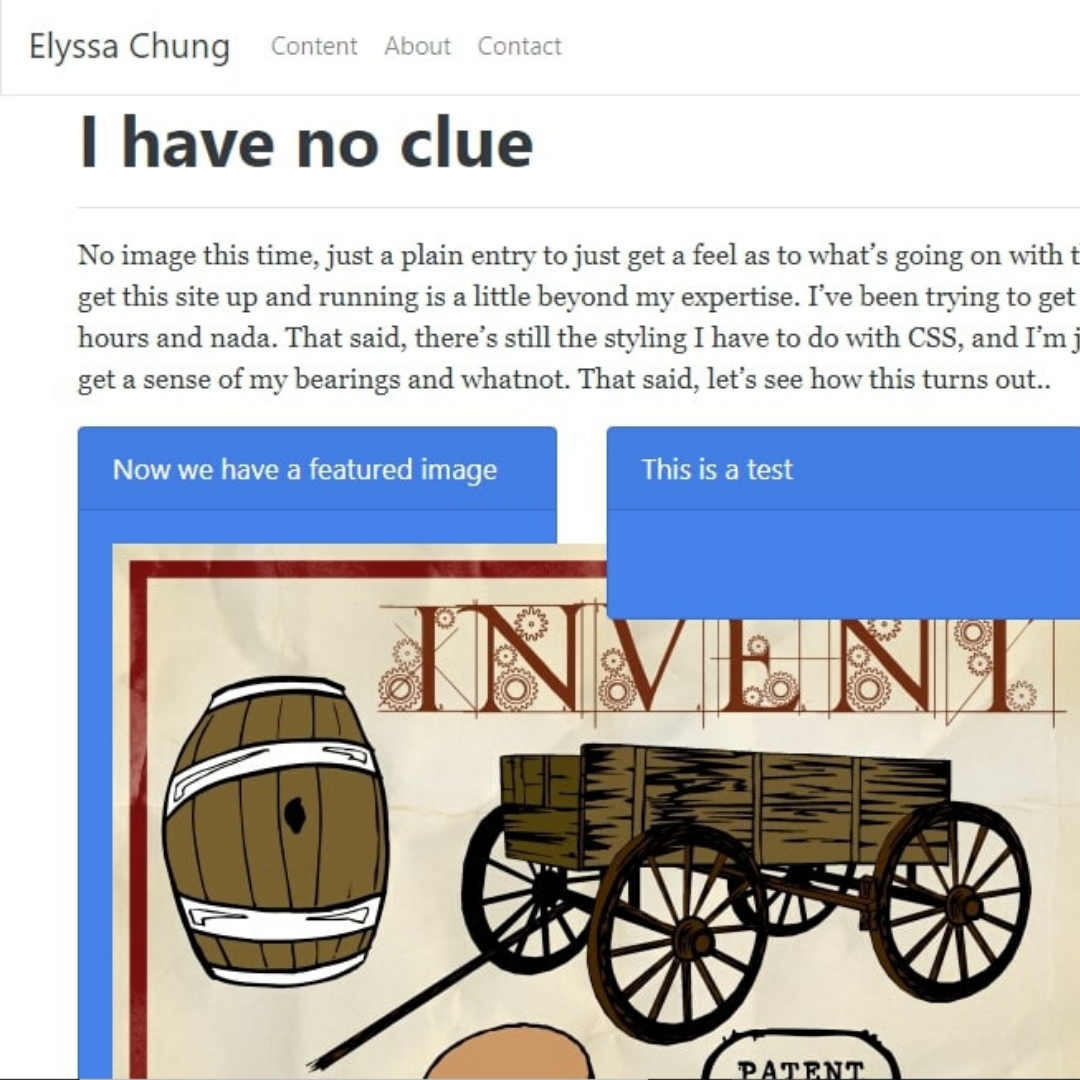 Elyssa Chung Content About Contact
I have no clue
No image this time, just a plain entry to just get a feel as to what’s going on with
get this site up and running is a little beyond my expertise. I’ve been trying to get
hours and nada. That said, there’s still the styling I have to do with CSS, and I’m
get a sense of my bearings and whatnot. That said, let’s see how this turns out..
Now we have a featured image
This is a test
INVENT
PATENT